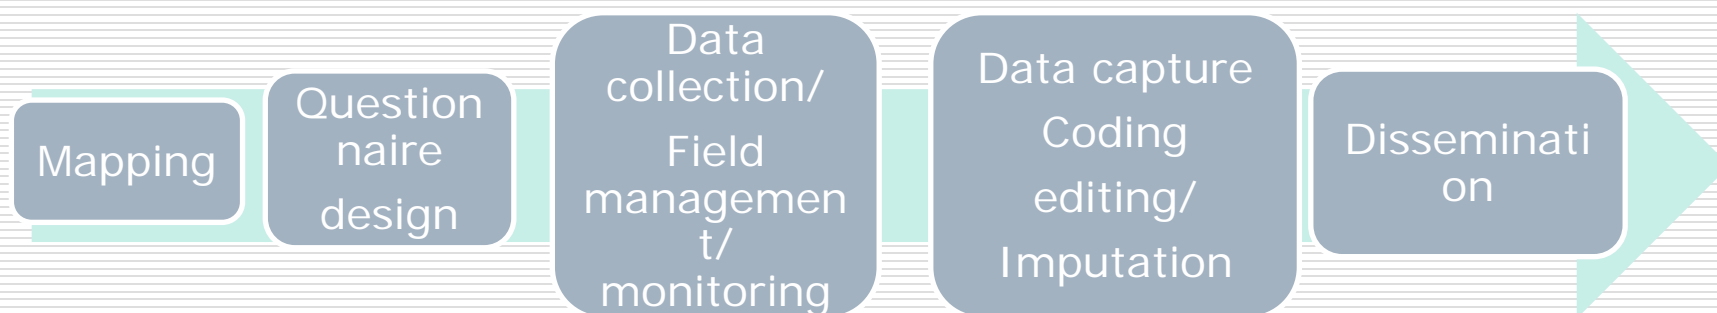 Mapping
Question
naire
design
Data
collection/
Field
managemen
t/
monitoring
Data capture
Coding
editing/
Imputation
Disseminati
on